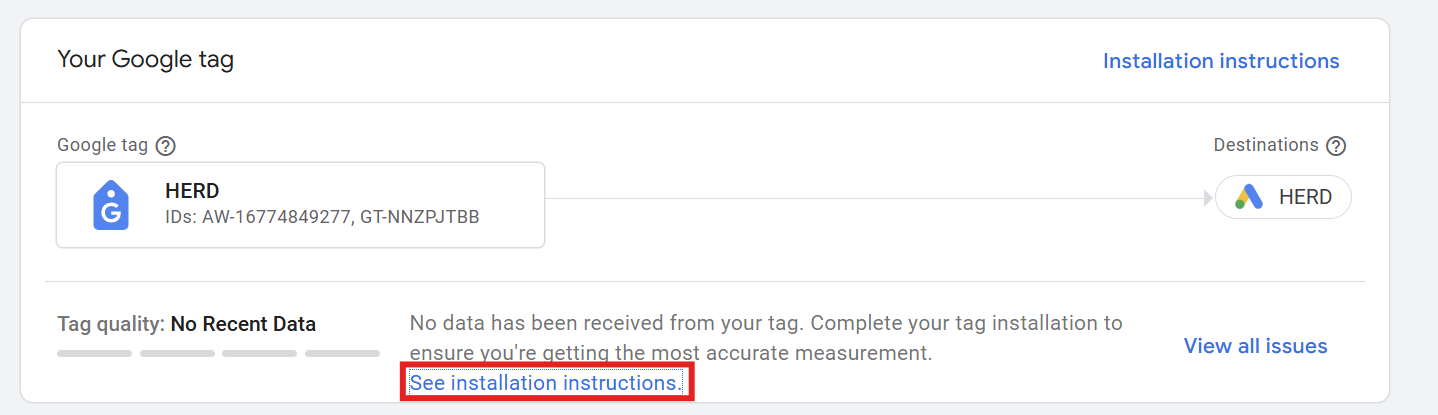 Your Google tag
Installation instructions
Google tag
Destinations
G
HERD
IDs: AW-16774849277, GT-NNZPJTBB
HERD
Tag quality: No Recent Data
No data has been received from your tag. Complete your tag installation to
ensure you're getting the most accurate measurement.
See installation instructions.
View all issues